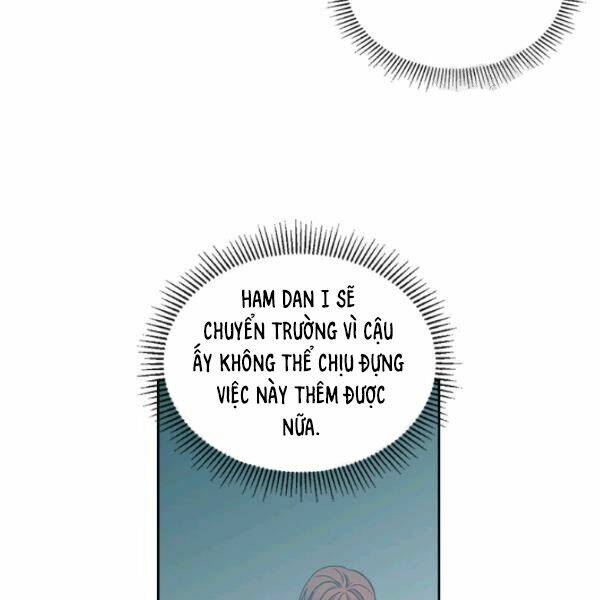 HAM DAN I SẼ
CHUYỂN TRƯỜNG VÌ CẬU
ẤY KHÔNG THỂ CHỊU ĐỰNG
VIỆC NÀY THÊM ĐƯỢC
NỮA.